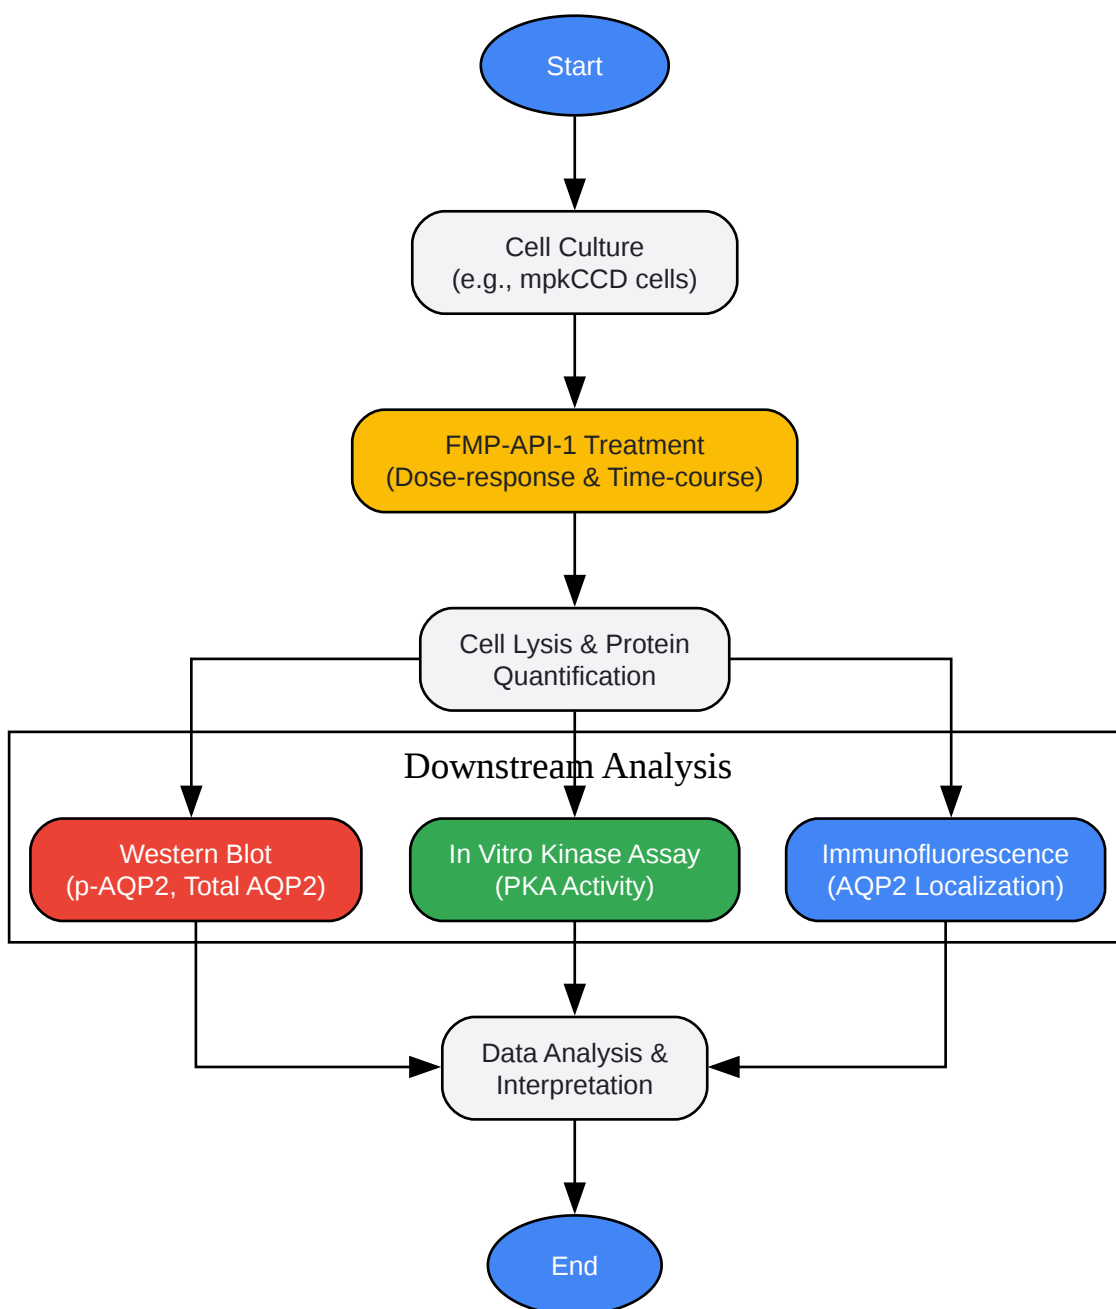 Start
Cell Culture
(e.g., mpkCCD cells)
FMP-API-1 Treatment
(Dose-response & Time-course)
Cell Lysis & Protein
Quantification
Downstream Analysis
Western Blot
(p-AQP2, Total AQP2)
In Vitro Kinase Assay
(PKA Activity)
Immunofluorescence
(AQP2 Localization)
Data Analysis &
Interpretation
End